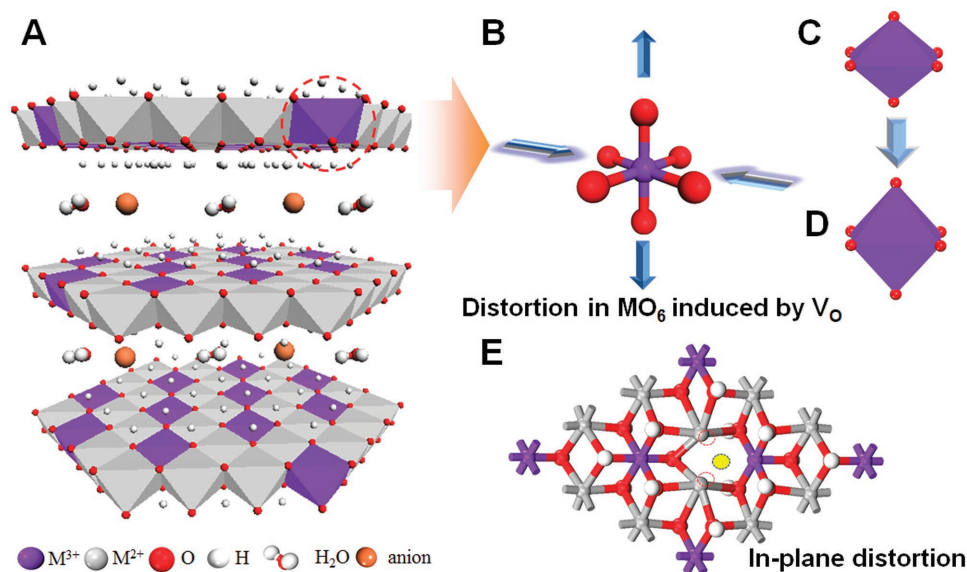 A
B
C
D
Distortion in MO₆ induced by Vₒ
E
In-plane distortion
M³⁺ M²⁺ O H H₂O anion